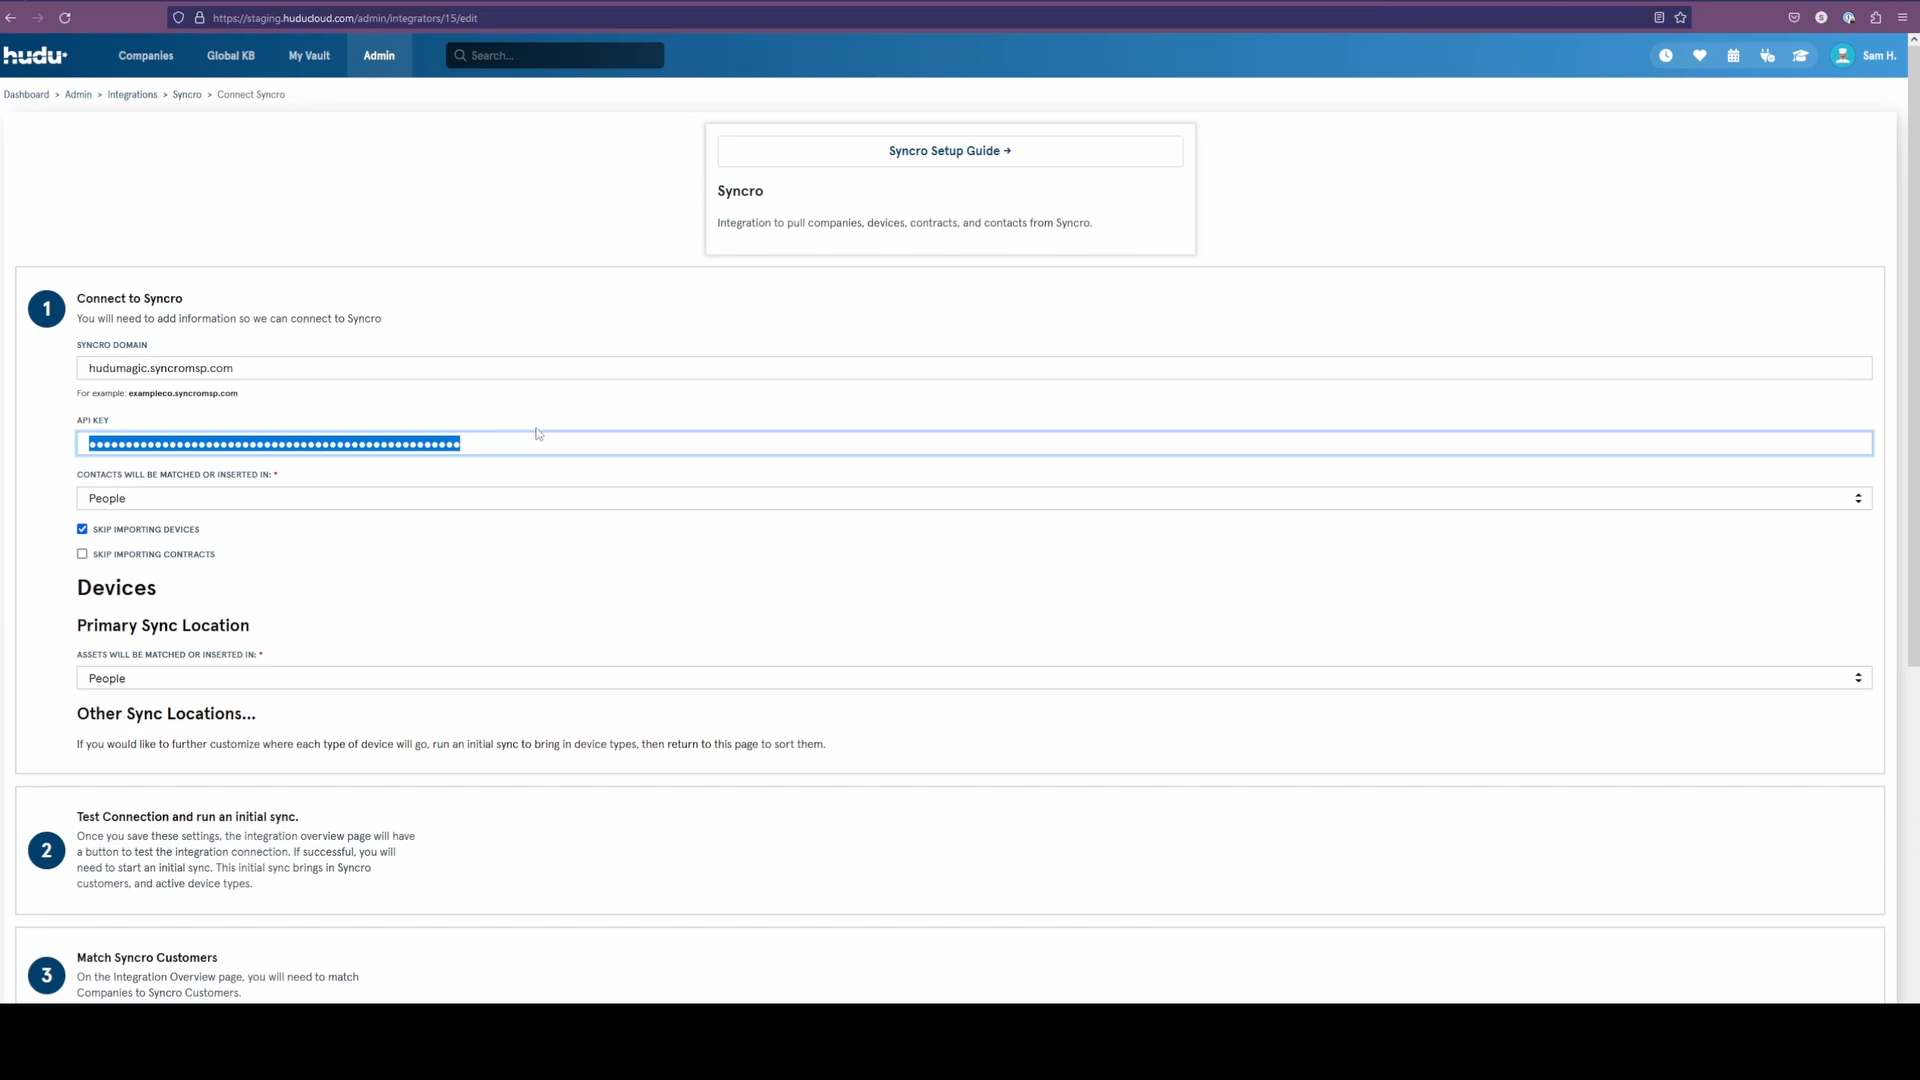 https://staging.huducloud.com/admin/integrators/15/edit
hudu
Companies
Global KB
My Vault
Admin
Search...
Sam H.
Dashboard > Admin > Integrations > Syncro > Connect Syncro
Syncro Setup Guide →
Syncro
Integration to pull companies, devices, contracts, and contacts from Syncro.
1
Connect to Syncro
You will need to add information so we can connect to Syncro
SYNCRO DOMAIN
hudumagic.syncromsp.com
For example: exampleco.syncromsp.com
API KEY
CONTACTS WILL BE MATCHED OR INSERTED IN: *
People
SKIP IMPORTING DEVICES
SKIP IMPORTING CONTRACTS
Devices
Primary Sync Location
ASSETS WILL BE MATCHED OR INSERTED IN: *
People
Other Sync Locations...
If you would like to further customize where each type of device will go, run an initial sync to bring in device types, then return to this page to sort them.
2
Test Connection and run an initial sync.
Once you save these settings, the integration overview page will have
a button to test the integration connection. If successful, you will
need to start an initial sync. This initial sync brings in Syncro
customers, and active device types.
3
Match Syncro Customers
On the Integration Overview page, you will need to match
Companies to Syncro Customers.